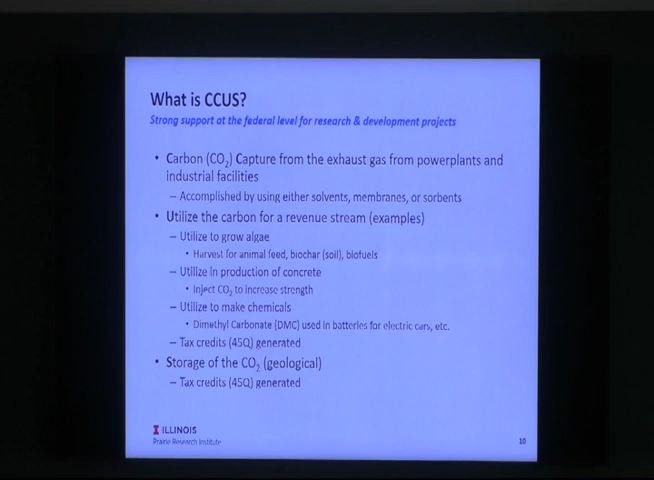 What is CCUS?
Strong support at the federal level for research & development projects
• Carbon (CO₂) Capture from the exhaust gas from powerplants and
industrial facilities
– Accomplished by using either solvents, membranes, or sorbents
• Utilize the carbon for a revenue stream (examples)
– Utilize to grow algae
• Harvest for animal feed, biochar (soil), biofuels
– Utilize in production of concrete
• Inject CO₂ to increase strength
– Utilize to make chemicals
• Dimethyl Carbonate (DMC) used in batteries for electric cars, etc.
– Tax credits (45Q) generated
• Storage of the CO₂ (geological)
– Tax credits (45Q) generated
I ILLINOIS
Prairie Research Institute
10